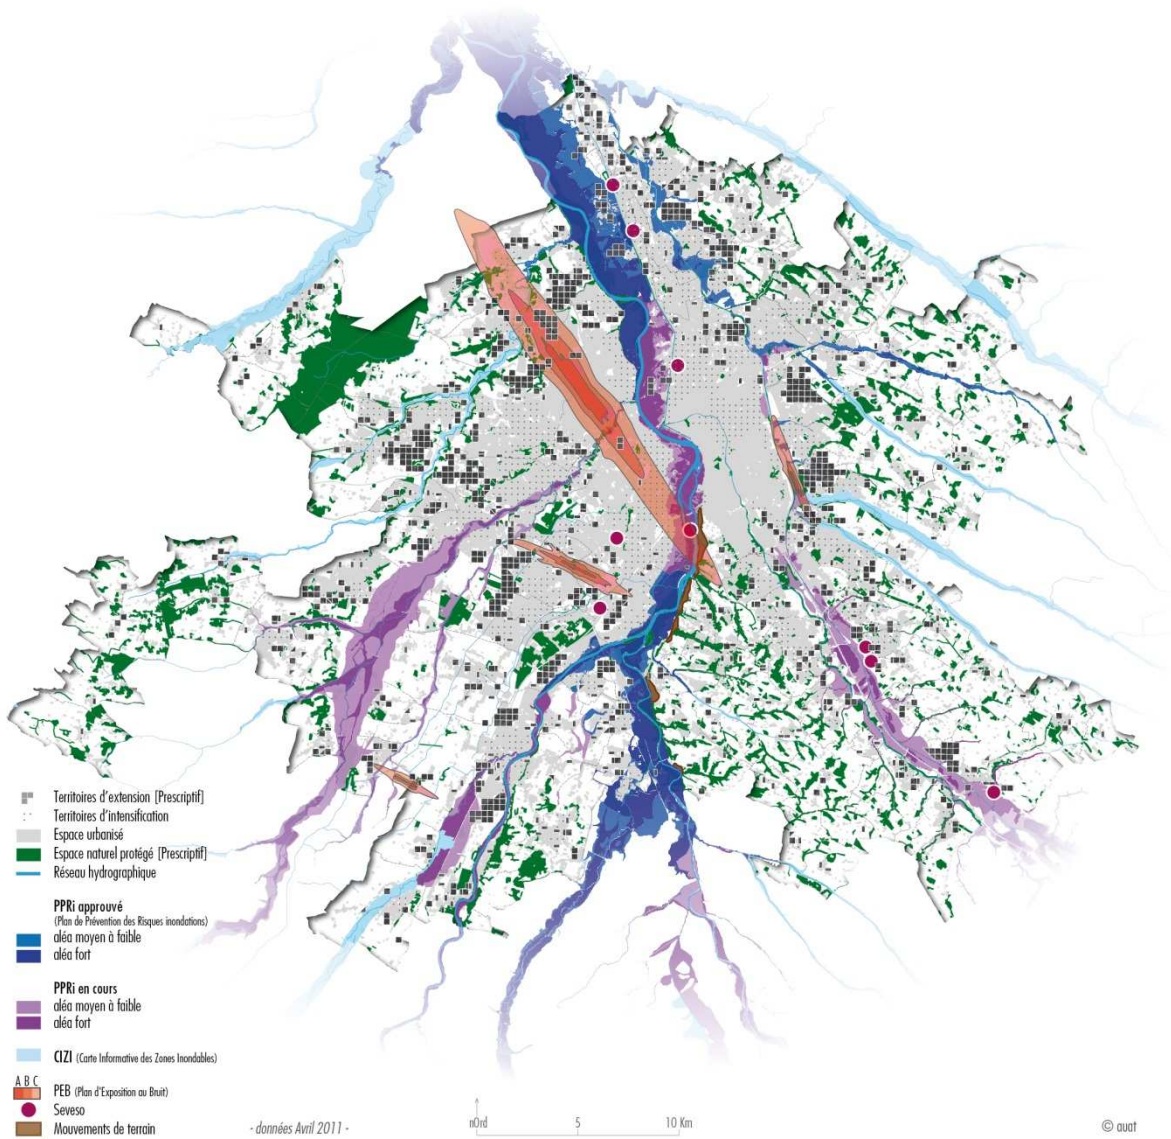 Territoires d'extension [Prescriptif]
Territoires d'intensification
Espace urbanisé
Espace naturel protégé [Prescriptif]
Réseau hydrographique
PPRi approuvé
(Plan de Prévention des Risques inondations)
aléa moyen à faible
aléa fort
PPRi en cours
aléa moyen à faible
aléa fort
CIZI (Carte Informative des Zones Inondables)
A B C
PEB (Plan d'Exposition au Bruit)
Seveso
Mouvements de terrain
- données Avril 2011 -
nOrd 5 10 Km
© auat